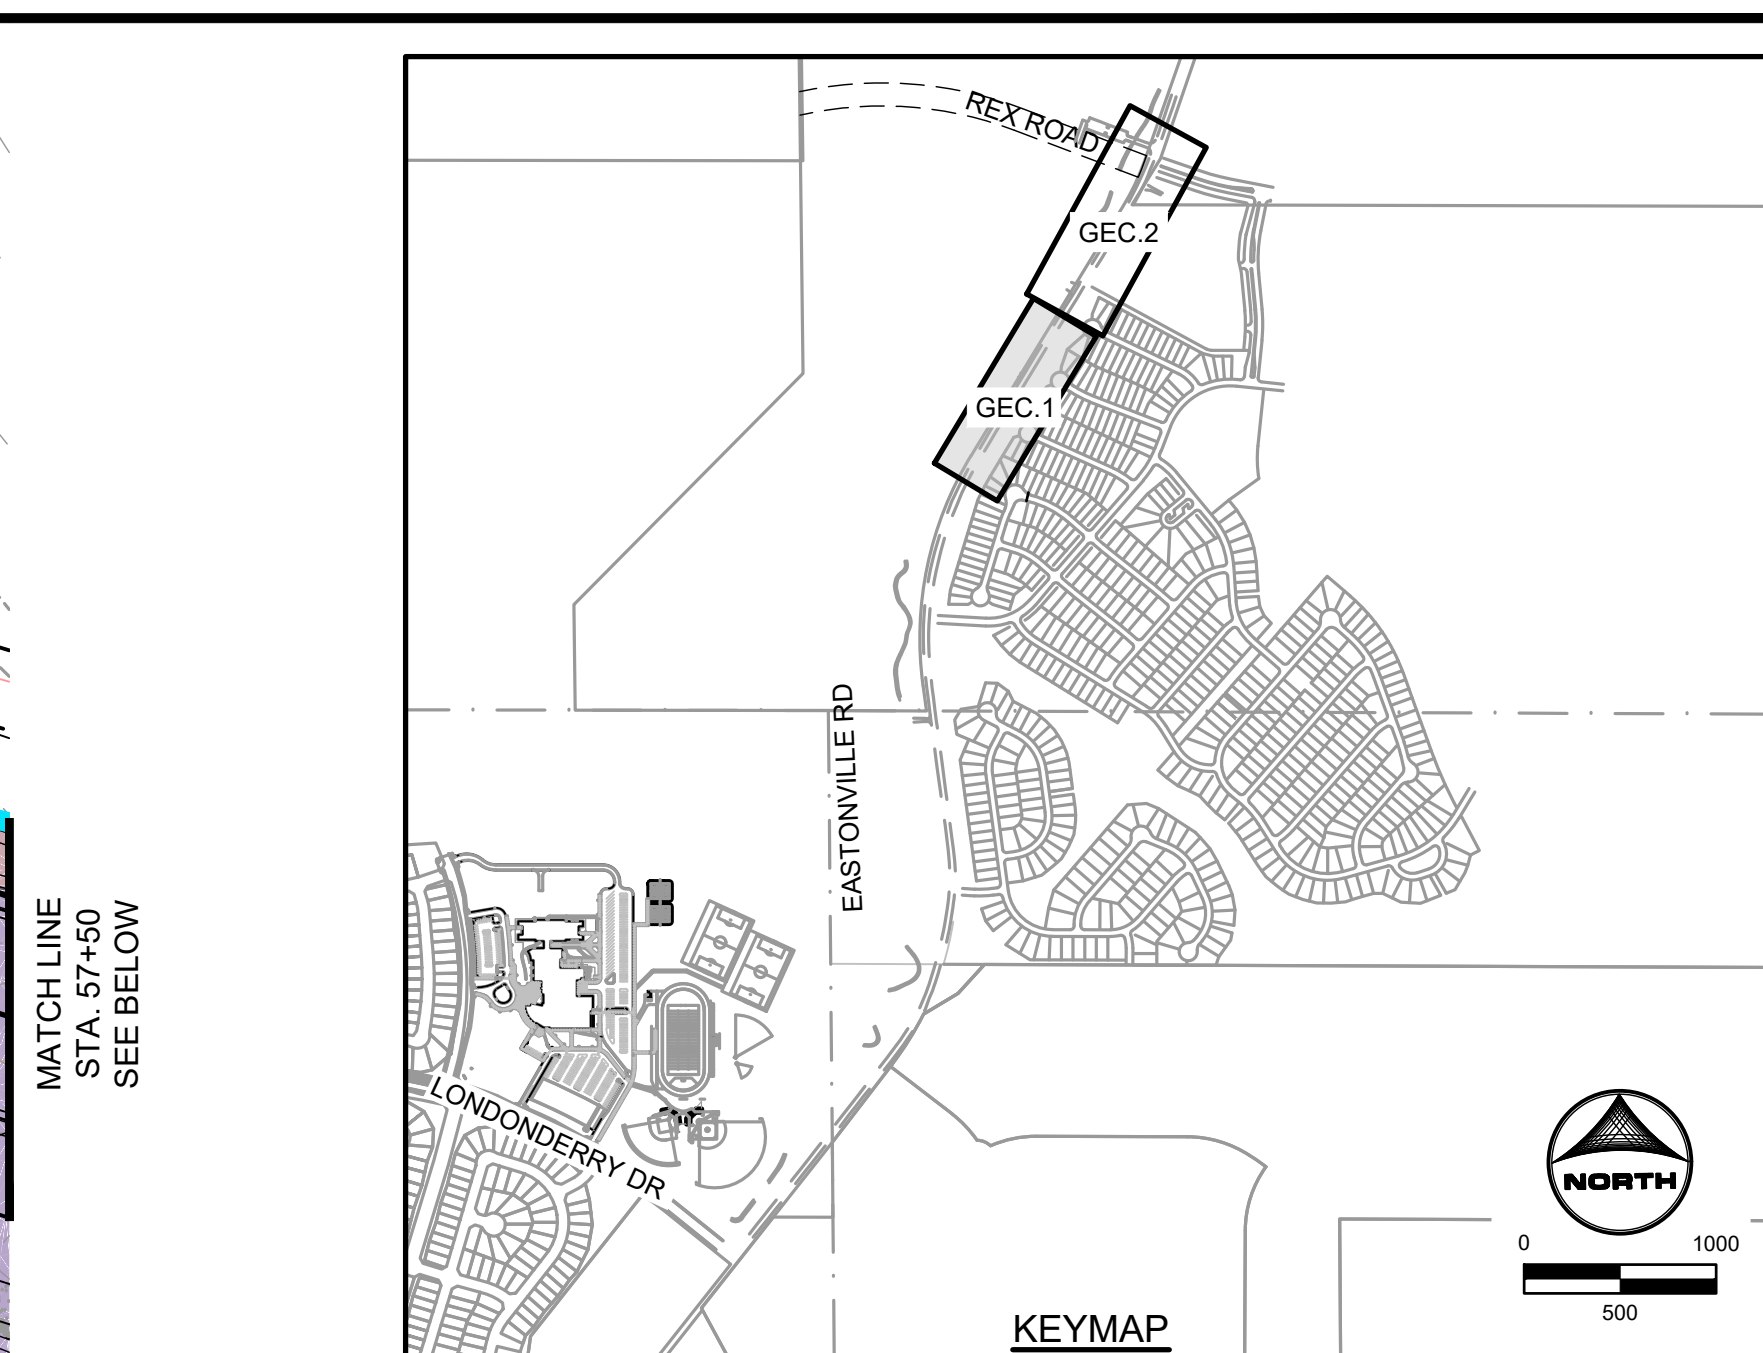 REX ROAD
GEC.2
GEC.1
EASTONVILLE RD
MATCH LINE
STA. 57+50
SEE BELOW
LONDONDERRY DR
NORTH
0 1000
500
KEYMAP